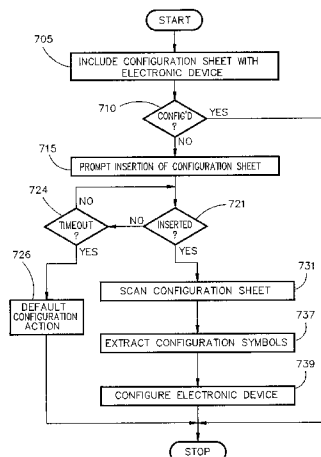 START
705
INCLUDE CONFIGURATION SHEET WITH
ELECTRONIC DEVICE
710
CONFIG'D
?
YES
NO
715
PROMPT INSERTION OF CONFIGURATION SHEET
724
NO
721
TIMEOUT
?
NO
INSERTED
?
726
YES
YES
731
DEFAULT
CONFIGURATION
ACTION
SCAN CONFIGURATION SHEET
737
EXTRACT CONFIGURATION SYMBOLS
739
CONFIGURE ELECTRONIC DEVICE
STOP